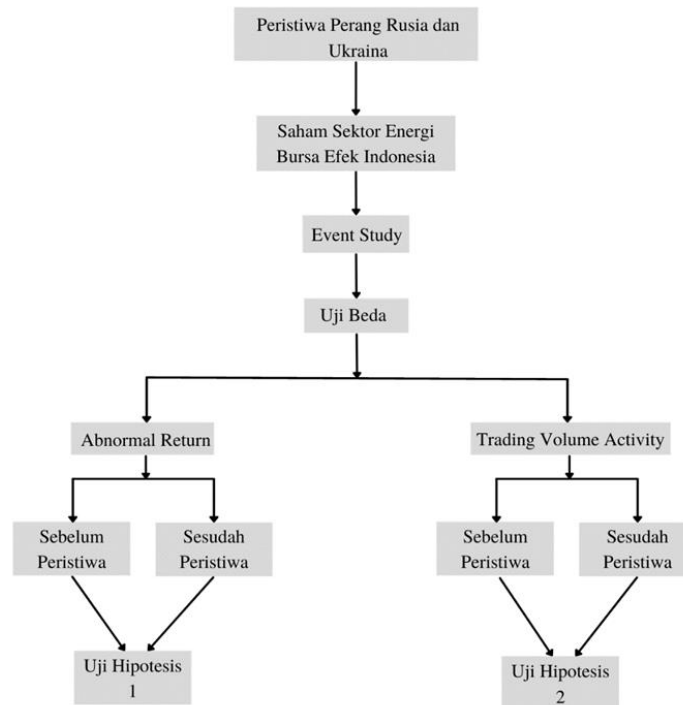 Peristiwa Perang Rusia dan
Ukraina
Saham Sektor Energi
Bursa Efek Indonesia
Event Study
Uji Beda
Abnormal Return
Trading Volume Activity
Sebelum
Peristiwa
Sesudah
Peristiwa
Sebelum
Peristiwa
Sesudah
Peristiwa
Uji Hipotesis
1
Uji Hipotesis
2